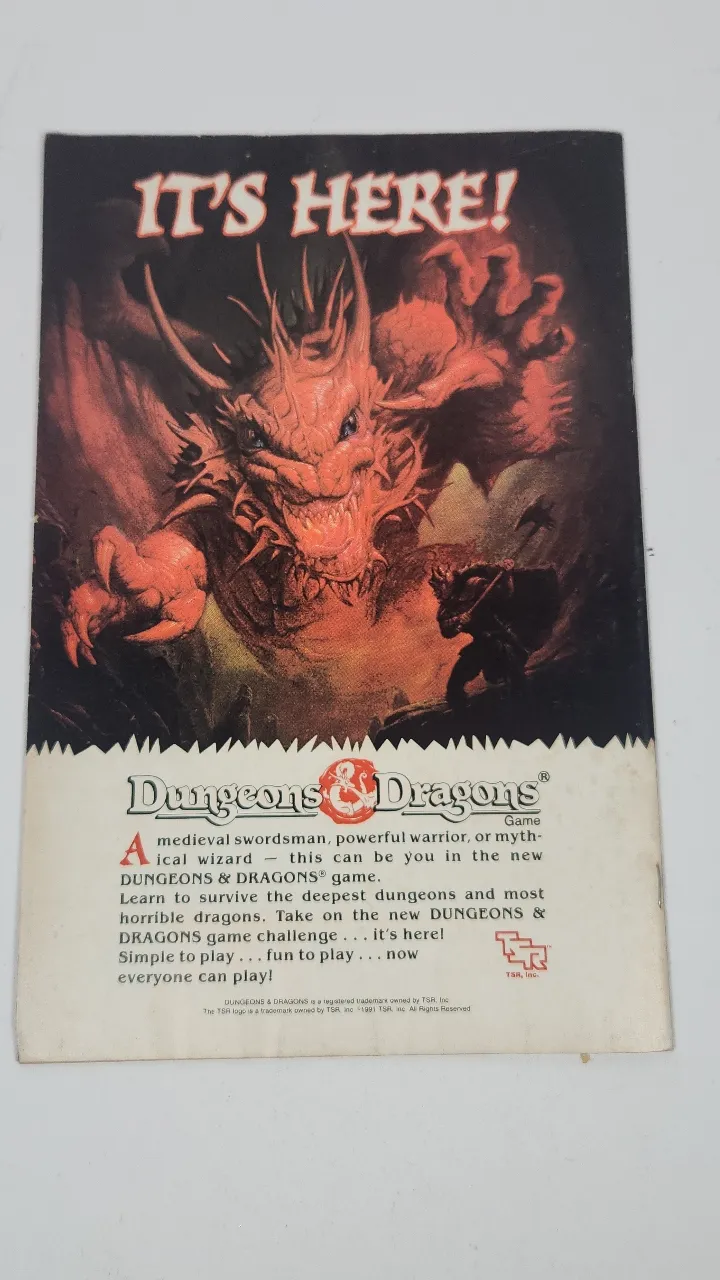 IT'S HERE!
Dungeons & Dragons®
Game
A medieval swordsman, powerful warrior, or myth-
ical wizard — this can be you in the new
DUNGEONS & DRAGONS® game.
Learn to survive the deepest dungeons and most
horrible dragons. Take on the new DUNGEONS &
DRAGONS game challenge . . . it's here!
Simple to play . . . fun to play . . . now
everyone can play!
TSR™
TSR, Inc.
DUNGEONS & DRAGONS is a registered trademark owned by TSR, Inc.
The TSR logo is a trademark owned by TSR, Inc. ©1991 TSR, Inc. All Rights Reserved